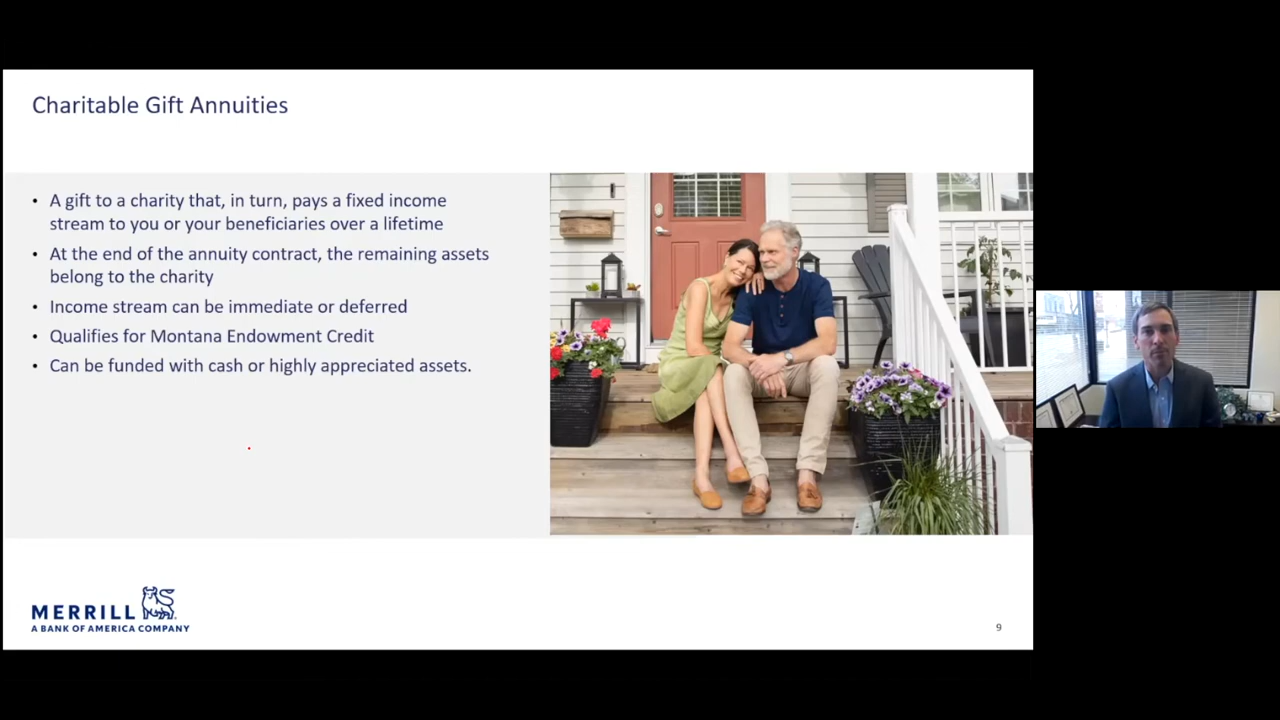 Charitable Gift Annuities
• A gift to a charity that, in turn, pays a fixed income
stream to you or your beneficiaries over a lifetime
• At the end of the annuity contract, the remaining assets
belong to the charity
• Income stream can be immediate or deferred
• Qualifies for Montana Endowment Credit
• Can be funded with cash or highly appreciated assets.
MERRILL
A BANK OF AMERICA COMPANY
9